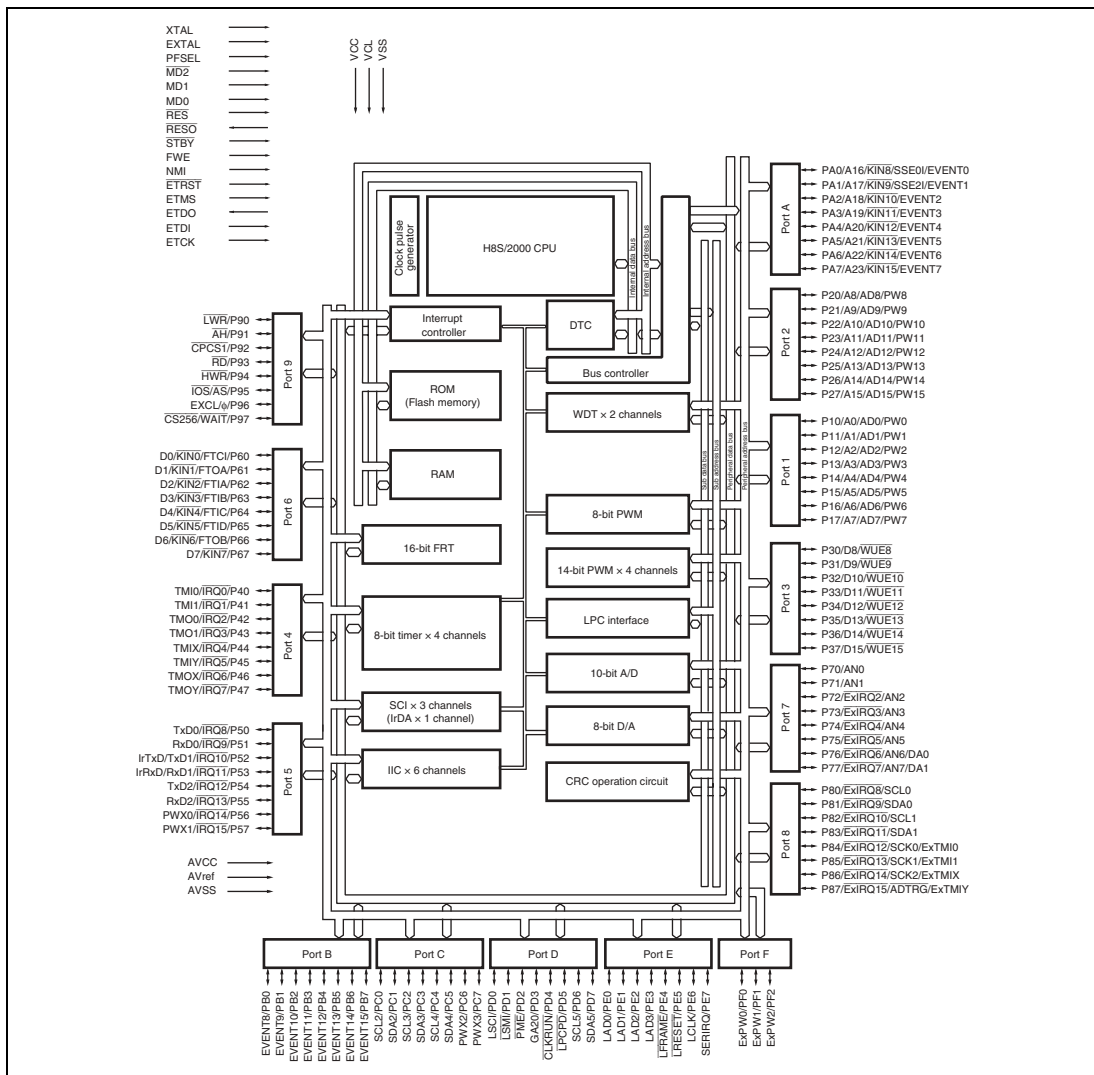 XTAL
EXTAL
PFSEL
MD2
MD1
MD0
RES
RESO
STBY
FWE
NMI
ETRST
ETMS
ETDO
ETDI
ETCK
VCC
VCL
VSS
Clock pulse
generator
H8S/2000 CPU
Internal data bus
Internal address bus
Interrupt
controller
DTC
Bus controller
ROM
(Flash memory)
WDT × 2 channels
RAM
Sub data bus
Sub address bus
Peripheral data bus
Peripheral address bus
8-bit PWM
16-bit FRT
14-bit PWM × 4 channels
8-bit timer × 4 channels
LPC interface
10-bit A/D
SCI × 3 channels
(IrDA × 1 channel)
8-bit D/A
IIC × 6 channels
CRC operation circuit
LWR/P90
AH/P91
CPCS1/P92
RD/P93
HWR/P94
IOS/AS/P95
EXCL/ϕ/P96
CS256/WAIT/P97
Port 9
D0/KIN0/FTCI/P60
D1/KIN1/FTOA/P61
D2/KIN2/FTIA/P62
D3/KIN3/FTIB/P63
D4/KIN4/FTIC/P64
D5/KIN5/FTID/P65
D6/KIN6/FTOB/P66
D7/KIN7/P67
Port 6
TMI0/IRQ0/P40
TMI1/IRQ1/P41
TMO0/IRQ2/P42
TMO1/IRQ3/P43
TMIX/IRQ4/P44
TMIY/IRQ5/P45
TMOX/IRQ6/P46
TMOY/IRQ7/P47
Port 4
TxD0/IRQ8/P50
RxD0/IRQ9/P51
IrTxD/TxD1/IRQ10/P52
IrRxD/RxD1/IRQ11/P53
TxD2/IRQ12/P54
RxD2/IRQ13/P55
PWX0/IRQ14/P56
PWX1/IRQ15/P57
Port 5
AVCC
AVref
AVSS
Port A
PA0/A16/KIN8/SSE0I/EVENT0
PA1/A17/KIN9/SSE2I/EVENT1
PA2/A18/KIN10/EVENT2
PA3/A19/KIN11/EVENT3
PA4/A20/KIN12/EVENT4
PA5/A21/KIN13/EVENT5
PA6/A22/KIN14/EVENT6
PA7/A23/KIN15/EVENT7
Port 2
P20/A8/AD8/PW8
P21/A9/AD9/PW9
P22/A10/AD10/PW10
P23/A11/AD11/PW11
P24/A12/AD12/PW12
P25/A13/AD13/PW13
P26/A14/AD14/PW14
P27/A15/AD15/PW15
Port 1
P10/A0/AD0/PW0
P11/A1/AD1/PW1
P12/A2/AD2/PW2
P13/A3/AD3/PW3
P14/A4/AD4/PW4
P15/A5/AD5/PW5
P16/A6/AD6/PW6
P17/A7/AD7/PW7
Port 3
P30/D8/WUE8
P31/D9/WUE9
P32/D10/WUE10
P33/D11/WUE11
P34/D12/WUE12
P35/D13/WUE13
P36/D14/WUE14
P37/D15/WUE15
Port 7
P70/AN0
P71/AN1
P72/ExIRQ2/AN2
P73/ExIRQ3/AN3
P74/ExIRQ4/AN4
P75/ExIRQ5/AN5
P76/ExIRQ6/AN6/DA0
P77/ExIRQ7/AN7/DA1
Port 8
P80/ExIRQ8/SCL0
P81/ExIRQ9/SDA0
P82/ExIRQ10/SCL1
P83/ExIRQ11/SDA1
P84/ExIRQ12/SCK0/ExTMI0
P85/ExIRQ13/SCK1/ExTMI1
P86/ExIRQ14/SCK2/ExTMIX
P87/ExIRQ15/ADTRG/ExTMIY
Port B
Port C
Port D
Port E
Port F
EVENT8/PB0
EVENT9/PB1
EVENT10/PB2
EVENT11/PB3
EVENT12/PB4
EVENT13/PB5
EVENT14/PB6
EVENT15/PB7
SCL2/PC0
SDA2/PC1
SCL3/PC2
SDA3/PC3
SCL4/PC4
SDA4/PC5
PWX2/PC6
PWX3/PC7
LSCI/PD0
LSMI/PD1
PME/PD2
GA20/PD3
CLKRUN/PD4
LPCPD/PD5
SCL5/PD6
SDA5/PD7
LAD0/PE0
LAD1/PE1
LAD2/PE2
LAD3/PE3
LFRAME/PE4
LRESET/PE5
LCLK/PE6
SERIRQ/PE7
ExPW0/PF0
ExPW1/PF1
ExPW2/PF2